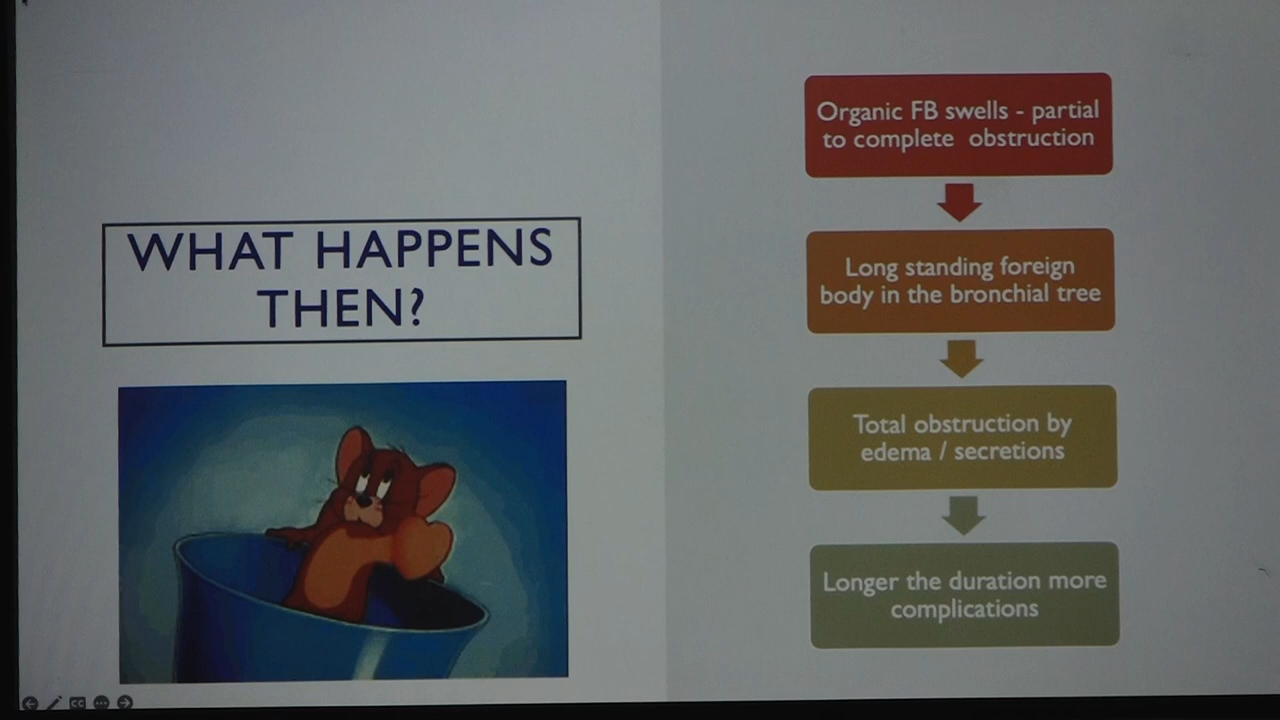 WHAT HAPPENS
THEN?
Organic FB swells - partial
to complete obstruction
Long standing foreign
body in the bronchial tree
Total obstruction by
edema / secretions
Longer the duration more
complications
CC